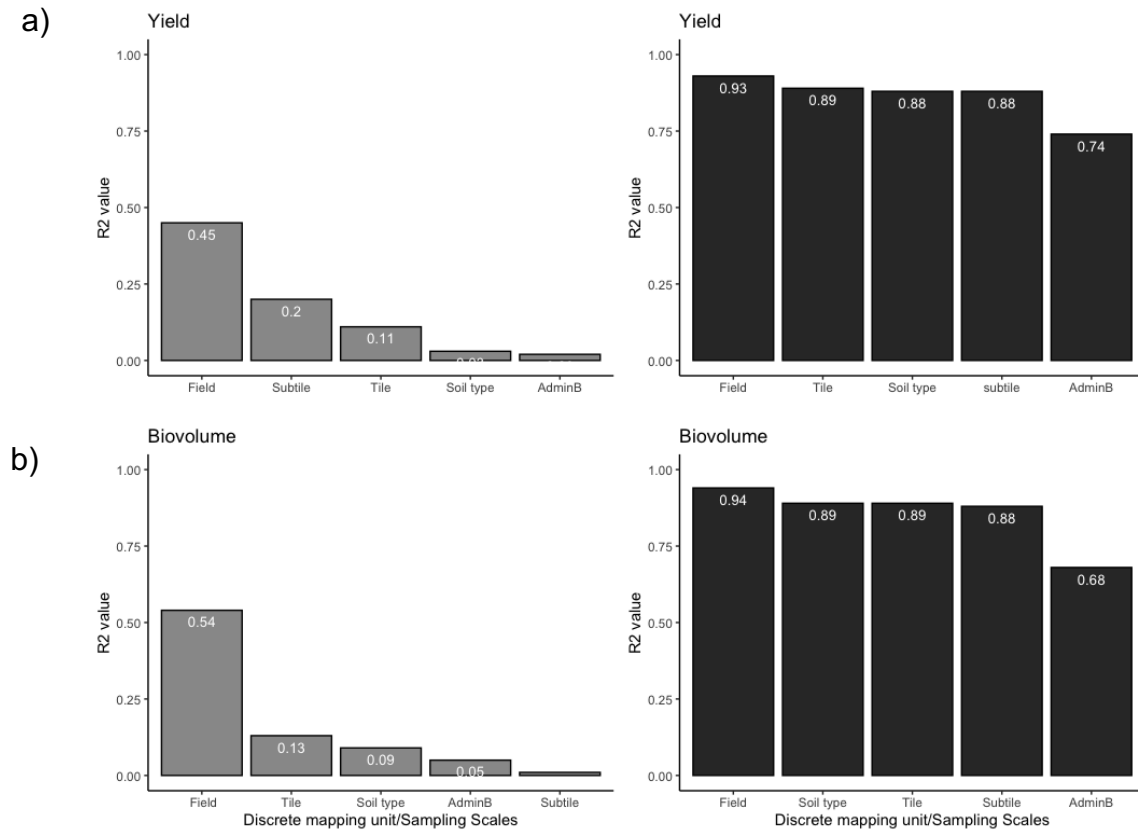 a)
Yield
Yield
R2 value
1.00
0.75
0.50
0.25
0.00
0.45
0.2
0.11
0.03
Field
Subtile
Tile
Soil type
AdminB
R2 value
1.00
0.75
0.50
0.25
0.00
0.93
0.89
0.88
0.88
0.74
Field
Tile
Soil type
subtile
AdminB
b)
Biovolume
Biovolume
R2 value
1.00
0.75
0.50
0.25
0.00
0.54
0.13
0.09
0.05
Field
Tile
Soil type
AdminB
Subtile
Discrete mapping unit/Sampling Scales
R2 value
1.00
0.75
0.50
0.25
0.00
0.94
0.89
0.89
0.88
0.68
Field
Soil type
Tile
Subtile
AdminB
Discrete mapping unit/Sampling Scales